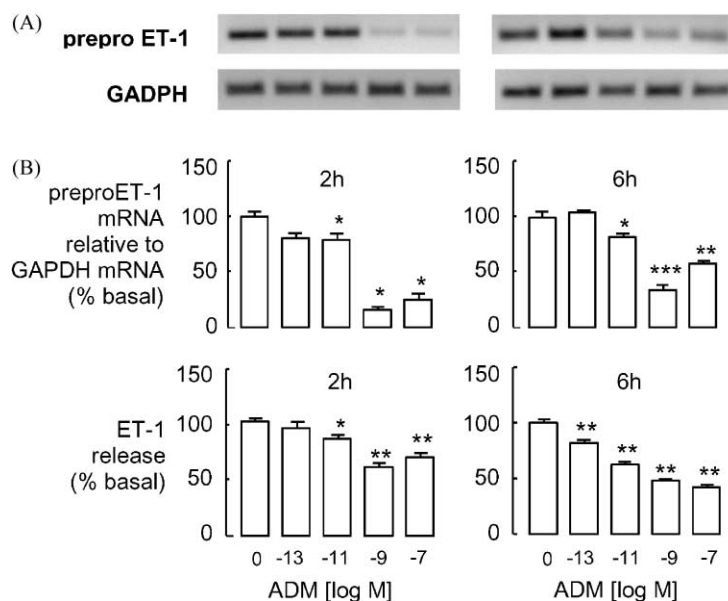 (A)
prepro ET-1
GADPH
(B)
preproET-1
mRNA
relative to
GAPDH mRNA
(% basal)
150
100
50
0
2h
*
*
*
150
100
50
0
6h
*
***
**
ET-1
release
(% basal)
150
100
50
0
2h
*
**
**
0 -13 -11 -9 -7
ADM [log M]
150
100
50
0
6h
**
**
**
**
0 -13 -11 -9 -7
ADM [log M]